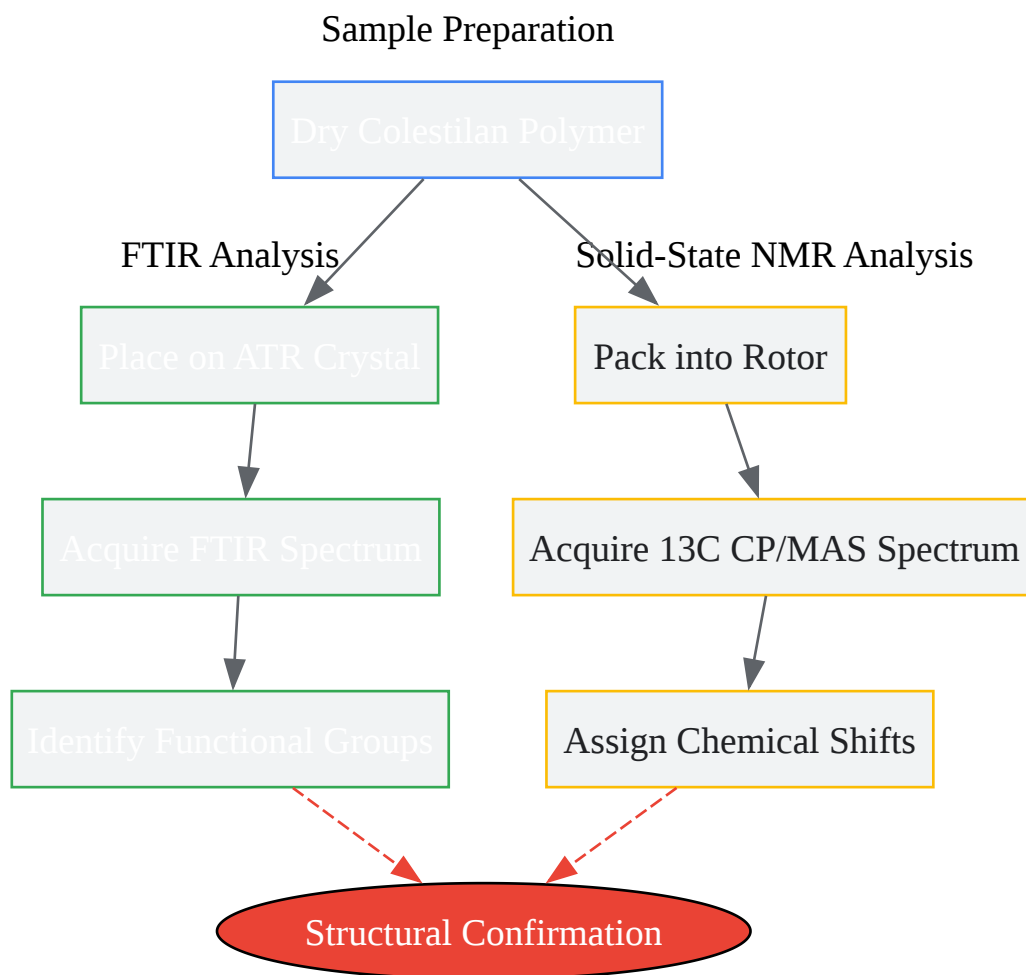 Sample Preparation
Dry Colestilan Polymer
FTIR Analysis
Solid-State NMR Analysis
Place on ATR Crystal
Pack into Rotor
Acquire FTIR Spectrum
Acquire 13C CP/MAS Spectrum
Identify Functional Groups
Assign Chemical Shifts
Structural Confirmation